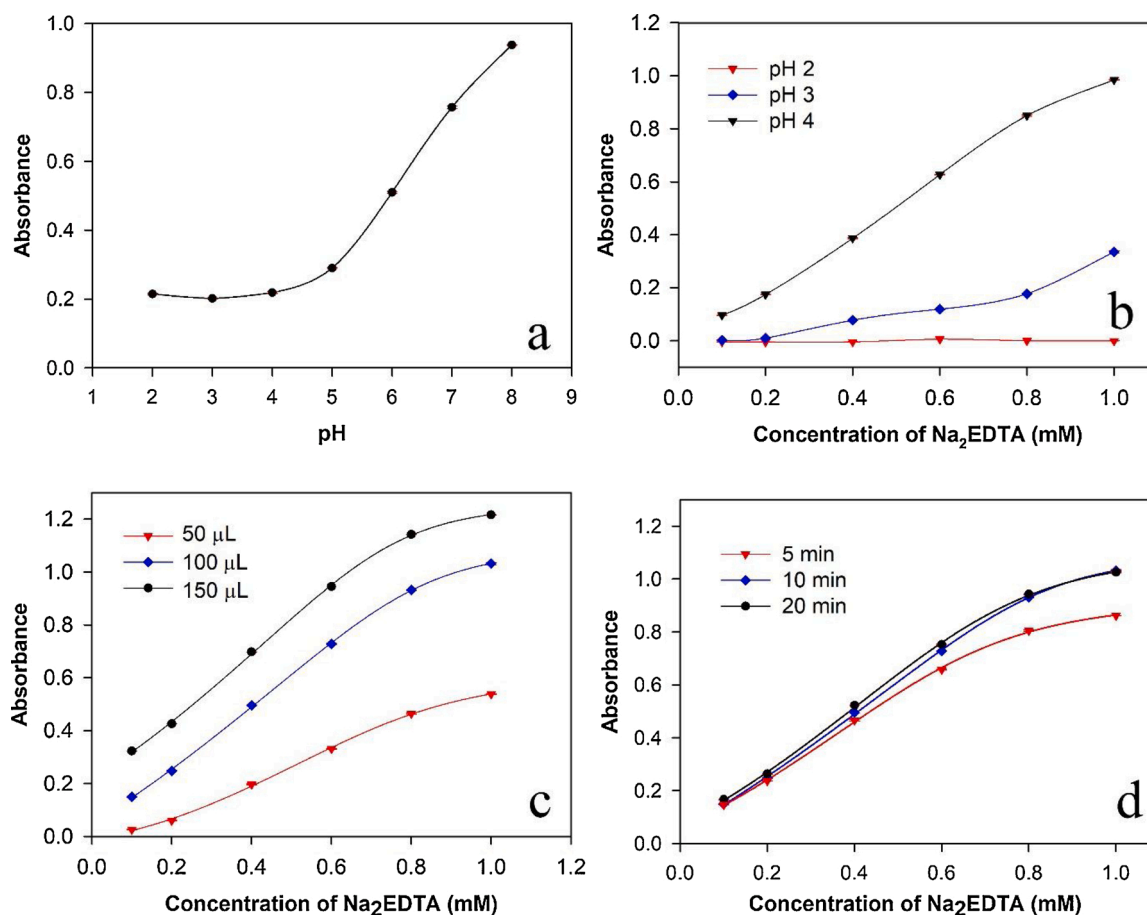 1.0
0.8
0.6
0.4
0.2
0.0
Absorbance
1 2 3 4 5 6 7 8 9
pH
a
1.2
1.0
0.8
0.6
0.4
0.2
0.0
Absorbance
pH 2
pH 3
pH 4
0.0 0.2 0.4 0.6 0.8 1.0
Concentration of Na₂EDTA (mM)
b
1.2
1.0
0.8
0.6
0.4
0.2
0.0
Absorbance
50 µL
100 µL
150 µL
0.0 0.2 0.4 0.6 0.8 1.0 1.2
Concentration of Na₂EDTA (mM)
c
1.2
1.0
0.8
0.6
0.4
0.2
0.0
Absorbance
5 min
10 min
20 min
0.0 0.2 0.4 0.6 0.8 1.0
Concentration of Na₂EDTA (mM)
d